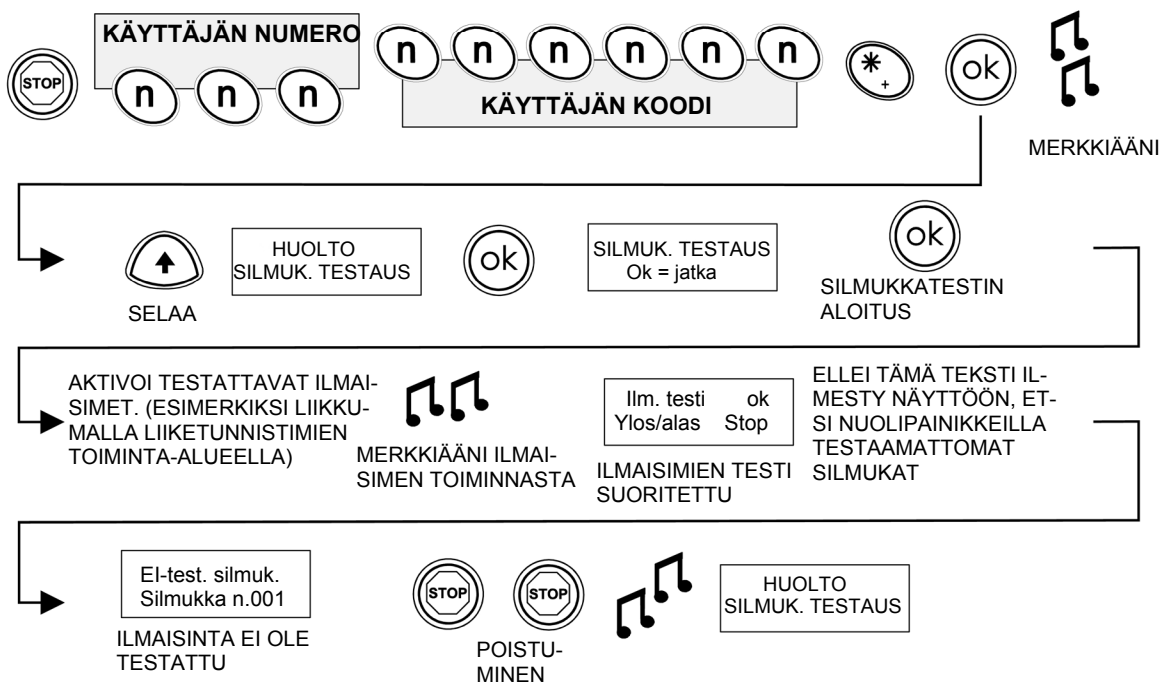 KÄYTTÄJÄN NUMERO
STOP
n n n
n n n n n n
KÄYTTÄJÄN KOODI
*
+
ok
MERKKIÄÄNI
SELAA
HUOLTO
SILMUK. TESTAUS
ok
SILMUK. TESTAUS
Ok = jatka
ok
SILMUKKATESTIN
ALOITUS
AKTIVOI TESTATTAVAT ILMAI-
SIMET. (ESIMERKIKSI LIIKKU-
MALLA LIIKETUNNISTIMIEN
TOIMINTA-ALUEELLA)
MERKKIÄÄNI ILMAI-
SIMEN TOIMINNASTA
Ilm. testi ok
Ylos/alas Stop
ILMAISIMIEN TESTI
SUORITETTU
ELLEI TÄMÄ TEKSTI IL-
MESTY NÄYTTÖÖN, ET-
SI NUOLIPAINIKKEILLA
TESTAAMATTOMAT
SILMUKAT
EI-test. silmuk.
Silmukka n.001
ILMAISINTA EI OLE
TESTATTU
STOP STOP
POISTU-
MINEN
HUOLTO
SILMUK. TESTAUS